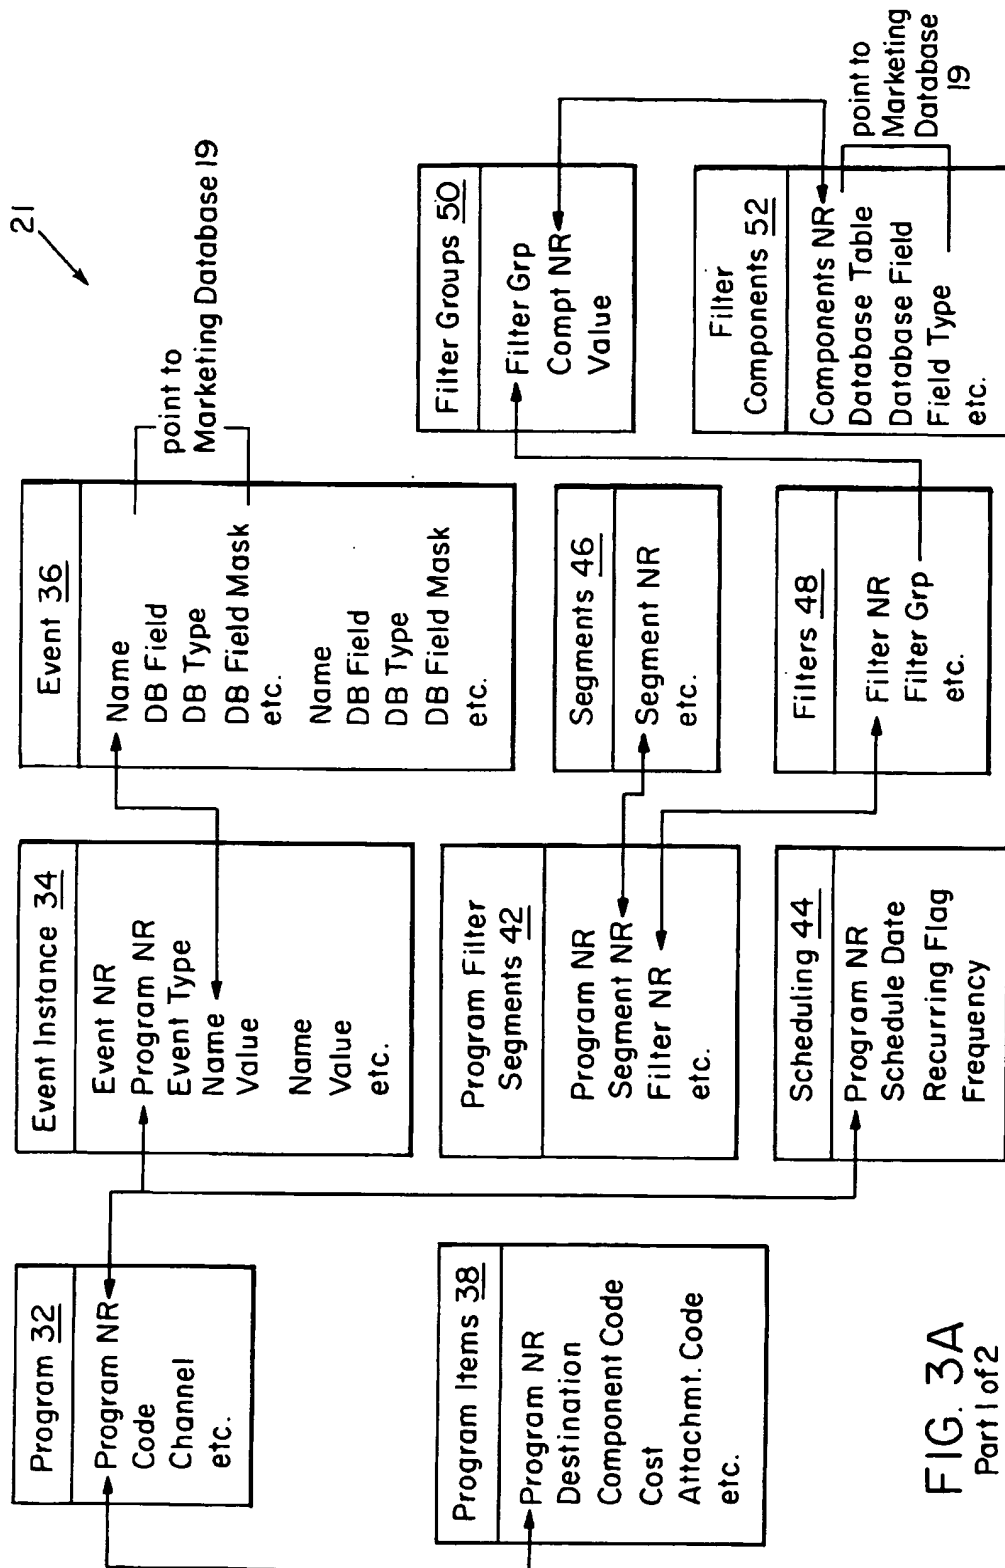 21
Program 32
Program NR
Code
Channel
etc.
Event Instance 34
Event NR
Program NR
Event Type
Name
Value
Name
Value
etc.
Event 36
Name
DB Field
DB Type
DB Field Mask
etc.
Name
DB Field
DB Type
DB Field Mask
etc.
point to
Marketing Database 19
Program Items 38
Program NR
Destination
Component Code
Cost
Attachmt. Code
etc.
Program Filter
Segments 42
Program NR
Segment NR
Filter NR
etc.
Segments 46
Segment NR
etc.
Filter Groups 50
Filter Grp
Compt NR
Value
Scheduling 44
Program NR
Schedule Date
Recurring Flag
Frequency
Filters 48
Filter NR
Filter Grp
etc.
Filter
Components 52
Components NR
Database Table
Database Field
Field Type
etc.
point to
Marketing
Database
19
FIG. 3A
Part 1 of 2